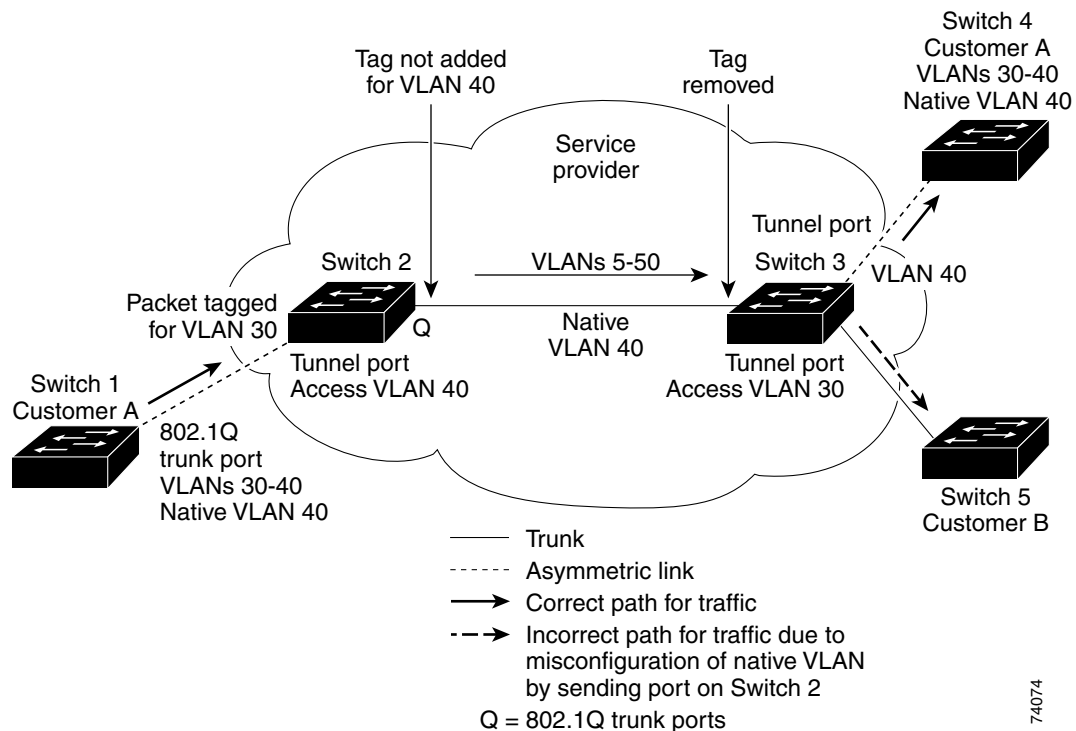 Switch 4
Customer A
VLANs 30-40
Native VLAN 40
Tag not added
for VLAN 40
Tag
removed
Service
provider
Tunnel port
Switch 2
VLANs 5-50
Switch 3
VLAN 40
Packet tagged
for VLAN 30
Q
Native
VLAN 40
Tunnel port
Access VLAN 40
Tunnel port
Access VLAN 30
Switch 1
Customer A
802.1Q
trunk port
VLANs 30-40
Native VLAN 40
Switch 5
Customer B
Trunk
Asymmetric link
Correct path for traffic
Incorrect path for traffic due to
misconfiguration of native VLAN
by sending port on Switch 2
Q = 802.1Q trunk ports
74074